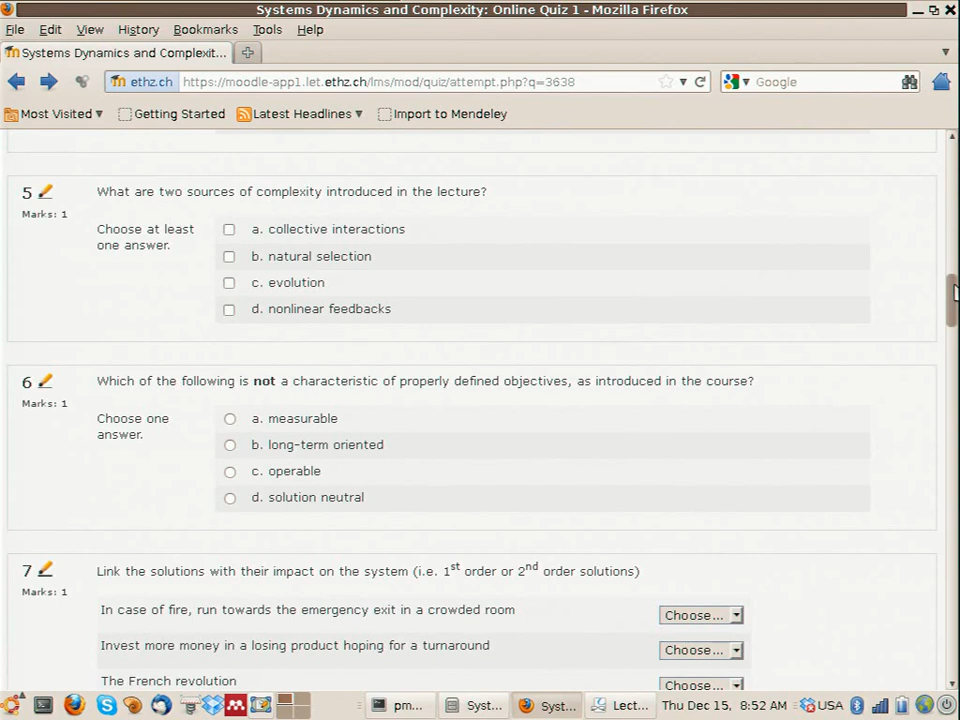 Systems Dynamics and Complexity: Online Quiz 1 - Mozilla Firefox
File Edit View History Bookmarks Tools Help
Systems Dynamics and Complexit...
ethz.ch https://moodle-app1.let.ethz.ch/lms/mod/quiz/attempt.php?q=3638 Google
Most Visited Getting Started Latest Headlines Import to Mendeley
5 What are two sources of complexity introduced in the lecture?
Marks: 1
Choose at least one answer.
a. collective interactions
b. natural selection
c. evolution
d. nonlinear feedbacks
6 Which of the following is not a characteristic of properly defined objectives, as introduced in the course?
Marks: 1
Choose one answer.
a. measurable
b. long-term oriented
c. operable
d. solution neutral
7 Link the solutions with their impact on the system (i.e. 1st order or 2nd order solutions)
Marks: 1
In case of fire, run towards the emergency exit in a crowded room Choose...
Invest more money in a losing product hoping for a turnaround Choose...
The French revolution Choose...
pm... Syst... Syst... Lect... Thu Dec 15, 8:52 AM USA